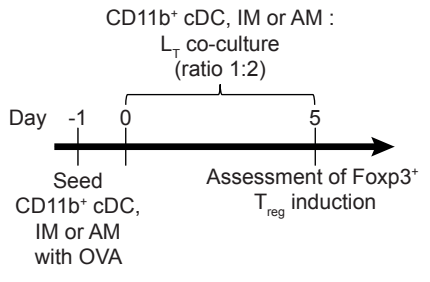 CD11b⁺ cDC, IM or AM :
L_T co-culture
(ratio 1:2)
Day -1 0 5
Seed
CD11b⁺ cDC,
IM or AM
with OVA
Assessment of Foxp3⁺
T_reg induction